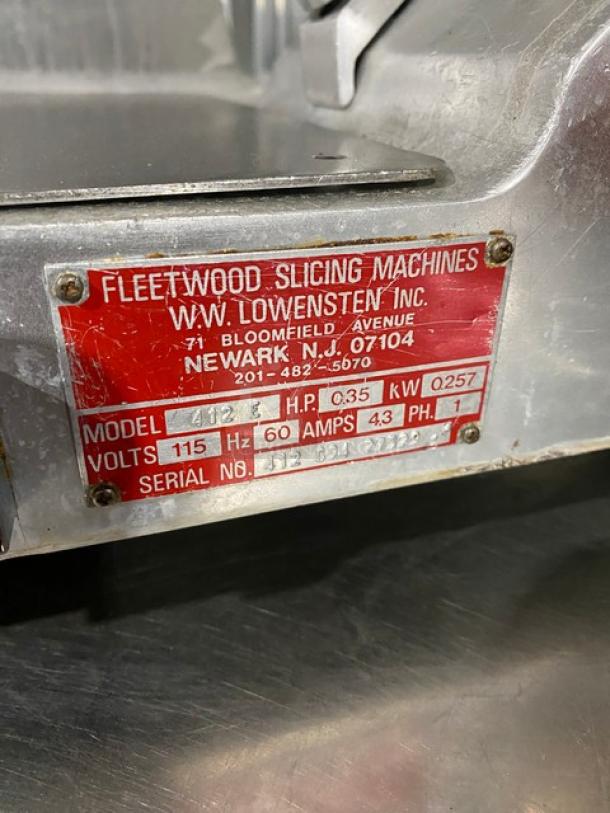 FLEETWOOD SLICING MACHINES
W.W. LOWENSTEN INC.
71 BLOOMFIELD AVENUE
NEWARK N.J. 07104
201-482-5070
MODEL 412 E H.P. 0.35 kW 0.257
VOLTS 115 Hz 60 AMPS 4.3 PH. 1
SERIAL NO. 412